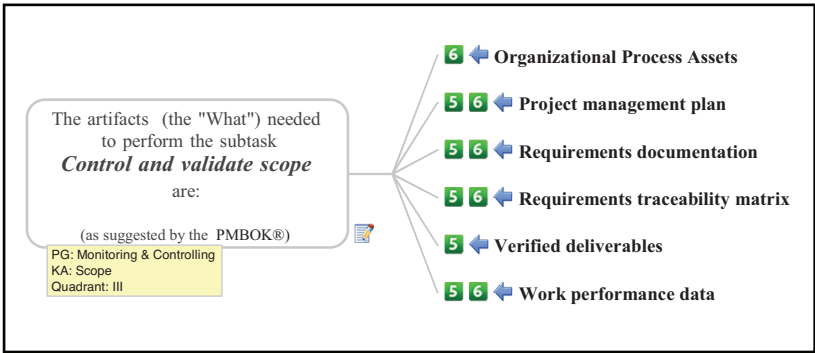 The artifacts (the "What") needed
to perform the subtask
Control and validate scope
are:
(as suggested by the PMBOK®)
PG: Monitoring & Controlling
KA: Scope
Quadrant: III
6 Organizational Process Assets
5 6 Project management plan
5 6 Requirements documentation
5 6 Requirements traceability matrix
5 Verified deliverables
5 6 Work performance data